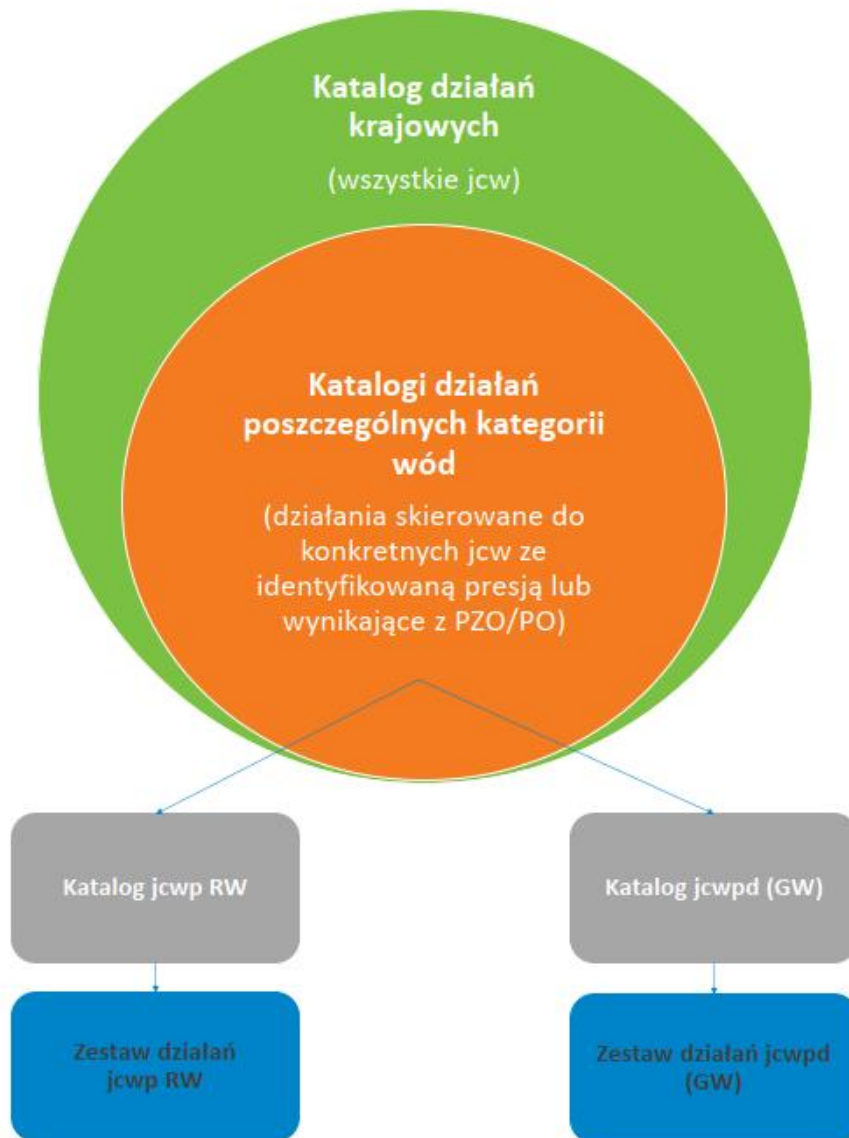 Katalog działań
krajowych
(wszystkie jcw)
Katalogi działań
poszczególnych kategorii
wód
(działania skierowane do
konkretnych jcw ze
identyfikowaną presją lub
wynikające z PZO/PO)
Katalog jcwp RW
Katalog jcwpd (GW)
Zestaw działań
jcwp RW
Zestaw działań jcwpd
(GW)